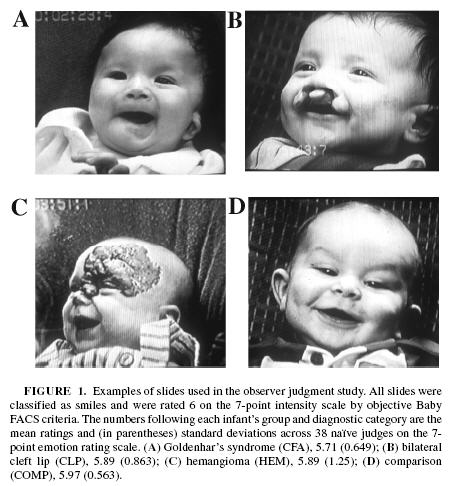 A
B
C
D
FIGURE 1. Examples of slides used in the observer judgment study. All slides were
classified as smiles and were rated 6 on the 7-point intensity scale by objective Baby
FACS criteria. The numbers following each infant's group and diagnostic category are the
mean ratings and (in parentheses) standard deviations across 38 naïve judges on the 7-
point emotion rating scale. (A) Goldenhar's syndrome (CFA), 5.71 (0.649); (B) bilateral
cleft lip (CLP), 5.89 (0.863); (C) hemangioma (HEM), 5.89 (1.25); (D) comparison
(COMP), 5.97 (0.563).